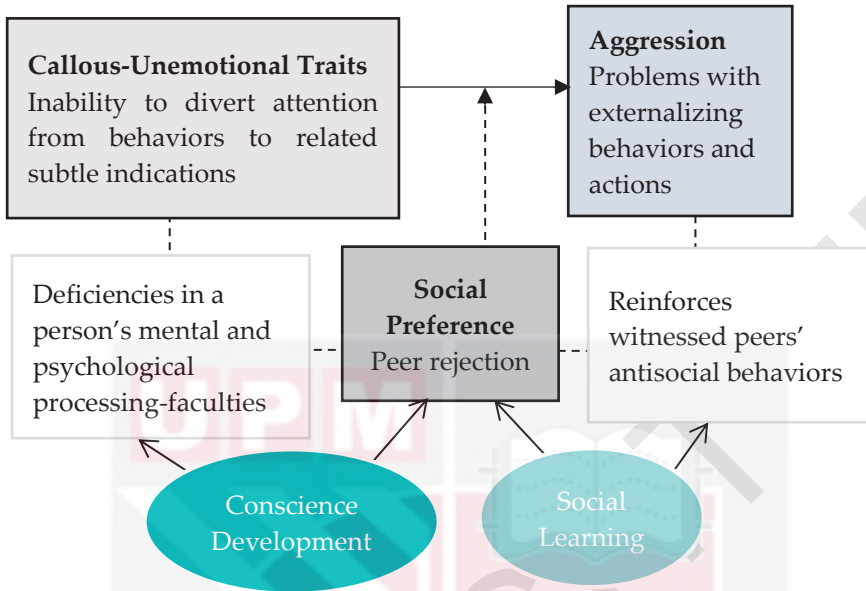 Callous-Unemotional Traits
Inability to divert attention
from behaviors to related
subtle indications
Aggression
Problems with
externalizing
behaviors and
actions
Deficiencies in a
person's mental and
psychological
processing-faculties
Social
Preference
Peer rejection
Reinforces
witnessed peers'
antisocial behaviors
UPM
Conscience
Development
Social
Learning